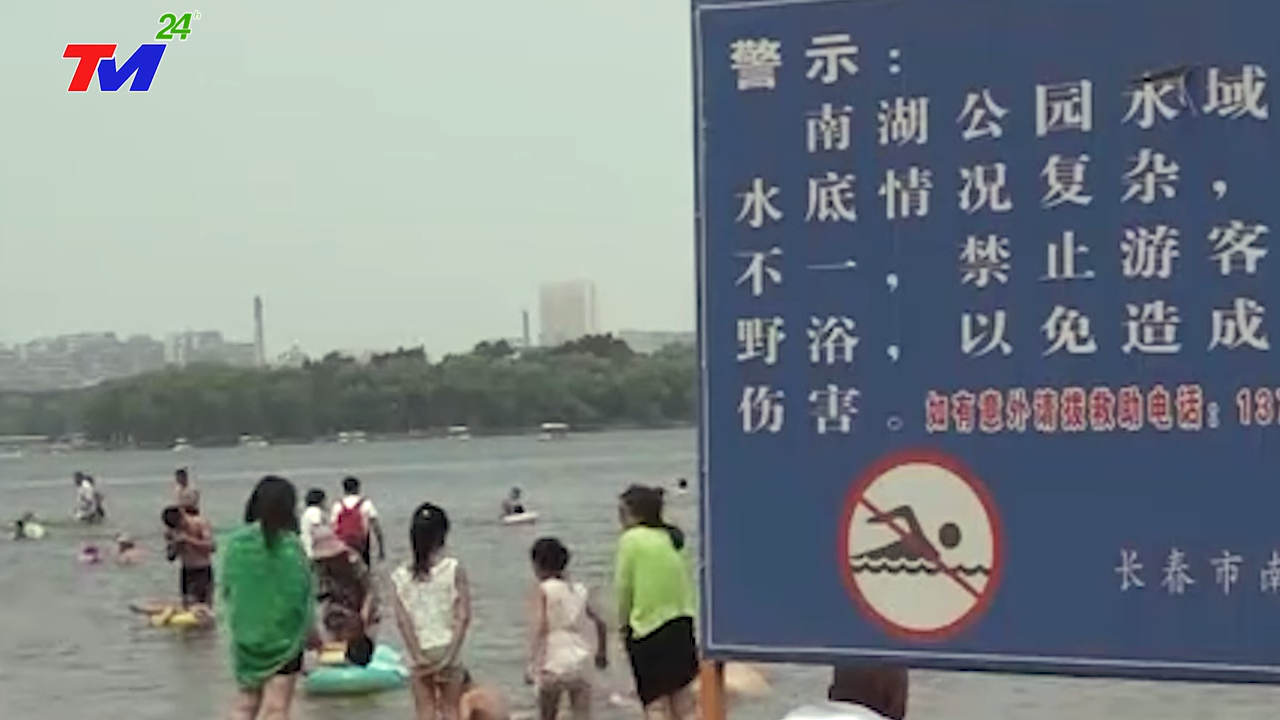 TM 24h
警示:
南湖公园水域
水底情况复杂,
不一,禁止游客
野浴,以免造成
伤害。如有意外请拨救助电话:13
长春市南